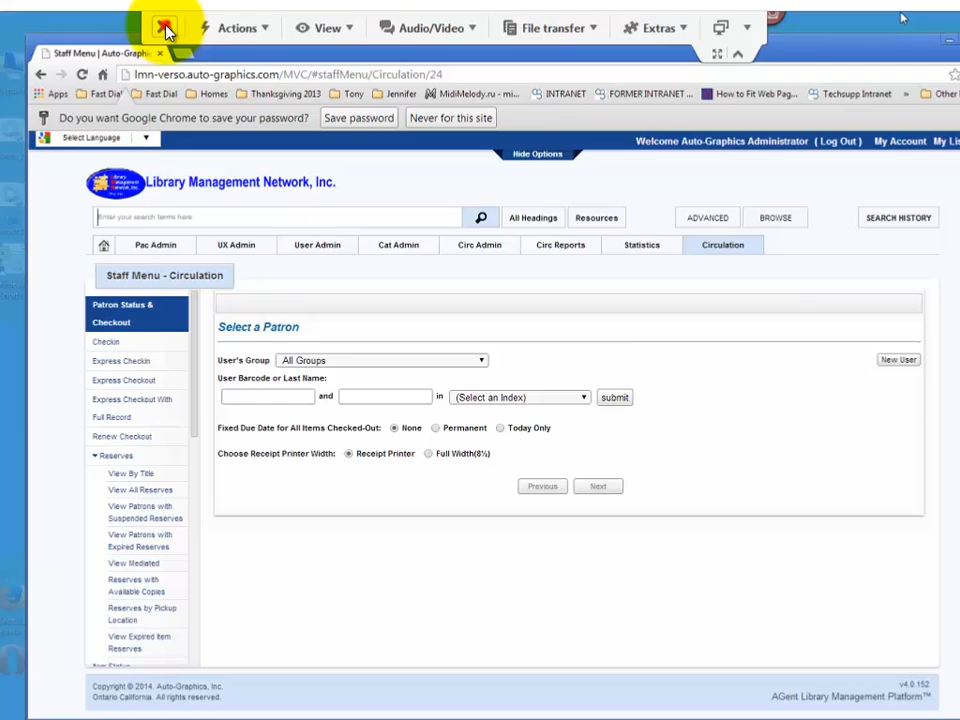 Actions View Audio/Video File transfer Extras
Staff Menu | Auto-Graphic
lmn-verso.auto-graphics.com/MVC/#staffMenu/Circulation/24
Apps Fast Dial Fast Dial Homes Thanksgiving 2013 Tony Jennifer MidiMelody.ru - mi... INTRANET FORMER INTRANET ... How to Fit Web Pag... Techsupp Intranet » Other
Do you want Google Chrome to save your password? Save password Never for this site
Select Language Welcome Auto-Graphics Administrator ( Log Out ) My Account My Li
Hide Options
Library Management Network, Inc.
Enter your search terms here All Headings Resources ADVANCED BROWSE SEARCH HISTORY
Pac Admin UX Admin User Admin Cat Admin Circ Admin Circ Reports Statistics Circulation
Staff Menu - Circulation
Patron Status &
Checkout
Checkin
Express Checkin
Express Checkout
Express Checkout With
Full Record
Renew Checkout
Reserves
View By Title
View All Reserves
View Patrons with
Suspended Reserves
View Patrons with
Expired Reserves
View Mediated
Reserves with
Available Copies
Reserves by Pickup
Location
View Expired Item
Reserves
Item Status
Select a Patron
User's Group All Groups New User
User Barcode or Last Name:
and in (Select an Index) submit
Fixed Due Date for All Items Checked-Out: None Permanent Today Only
Choose Receipt Printer Width: Receipt Printer Full Width(8½)
Previous Next
Copyright © 2014. Auto-Graphics, Inc.
Ontario California. All rights reserved.
v4.0.152
AGent Library Management Platform™